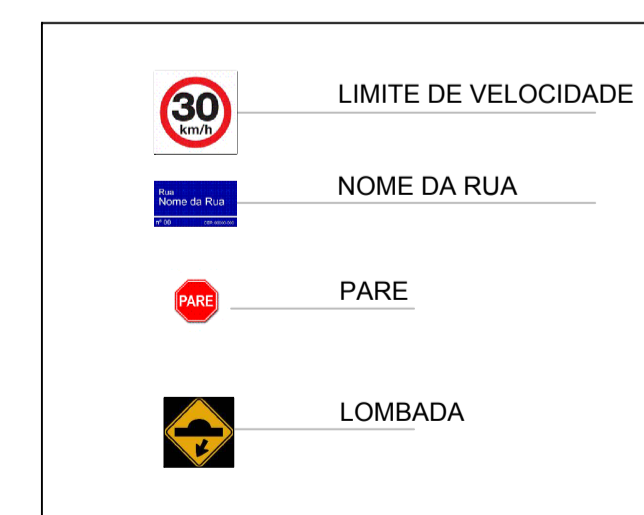 30
km/h
LIMITE DE VELOCIDADE
Rua
Nome da Rua
nº 00
NOME DA RUA
PARE
PARE
LOMBADA